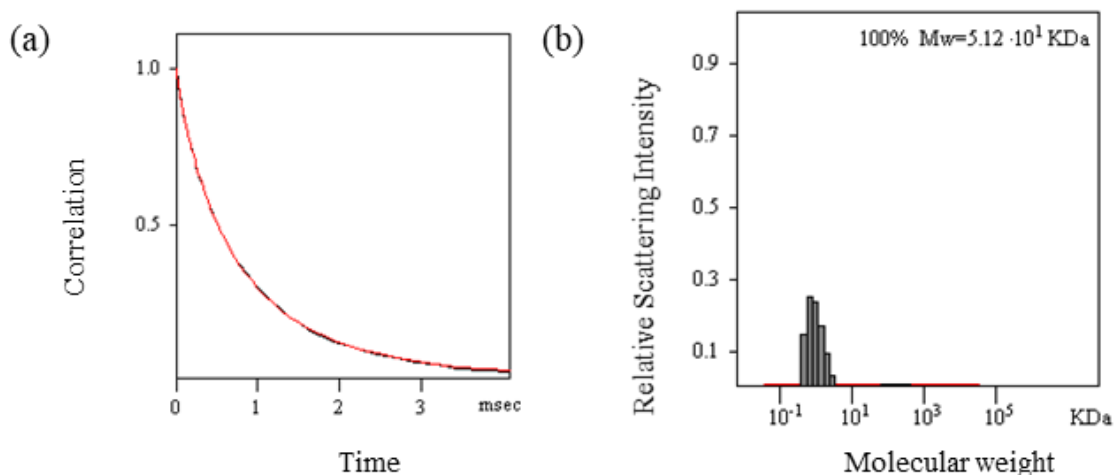 (a)
1.0
0.5
Correlation
0
1
2
3
msec
Time
(b)
100% Mw=5.12 ·10¹ KDa
0.9
0.7
0.5
0.3
0.1
Relative Scattering Intensity
10⁻¹
10¹
10³
10⁵
KDa
Molecular weight